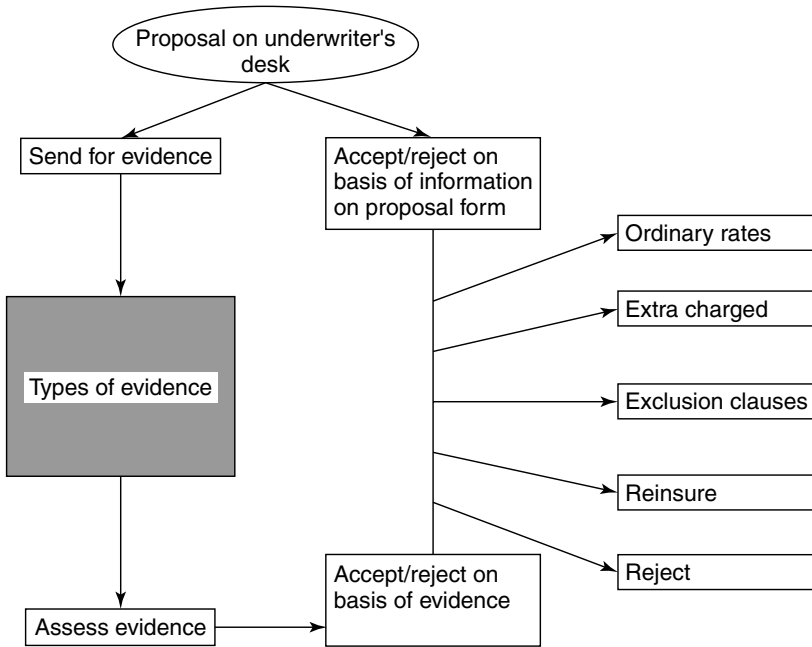 Proposal on underwriter's
desk
Send for evidence
Accept/reject on
basis of information
on proposal form
Ordinary rates
Extra charged
Types of evidence
Exclusion clauses
Reinsure
Reject
Accept/reject on
basis of evidence
Assess evidence